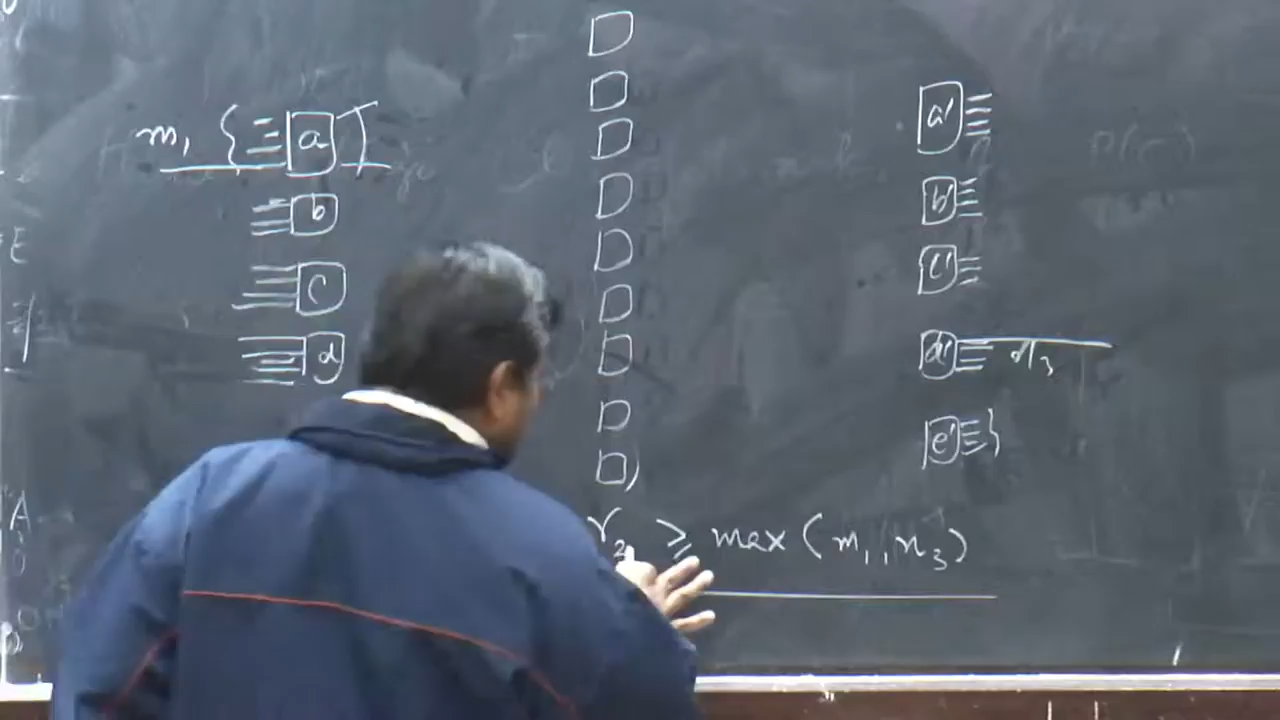 m₁ { a
b
c
d
a'
b'
c'
d' n₃
e' }
r₂ ⩾ max ( m₁ , n₃ )